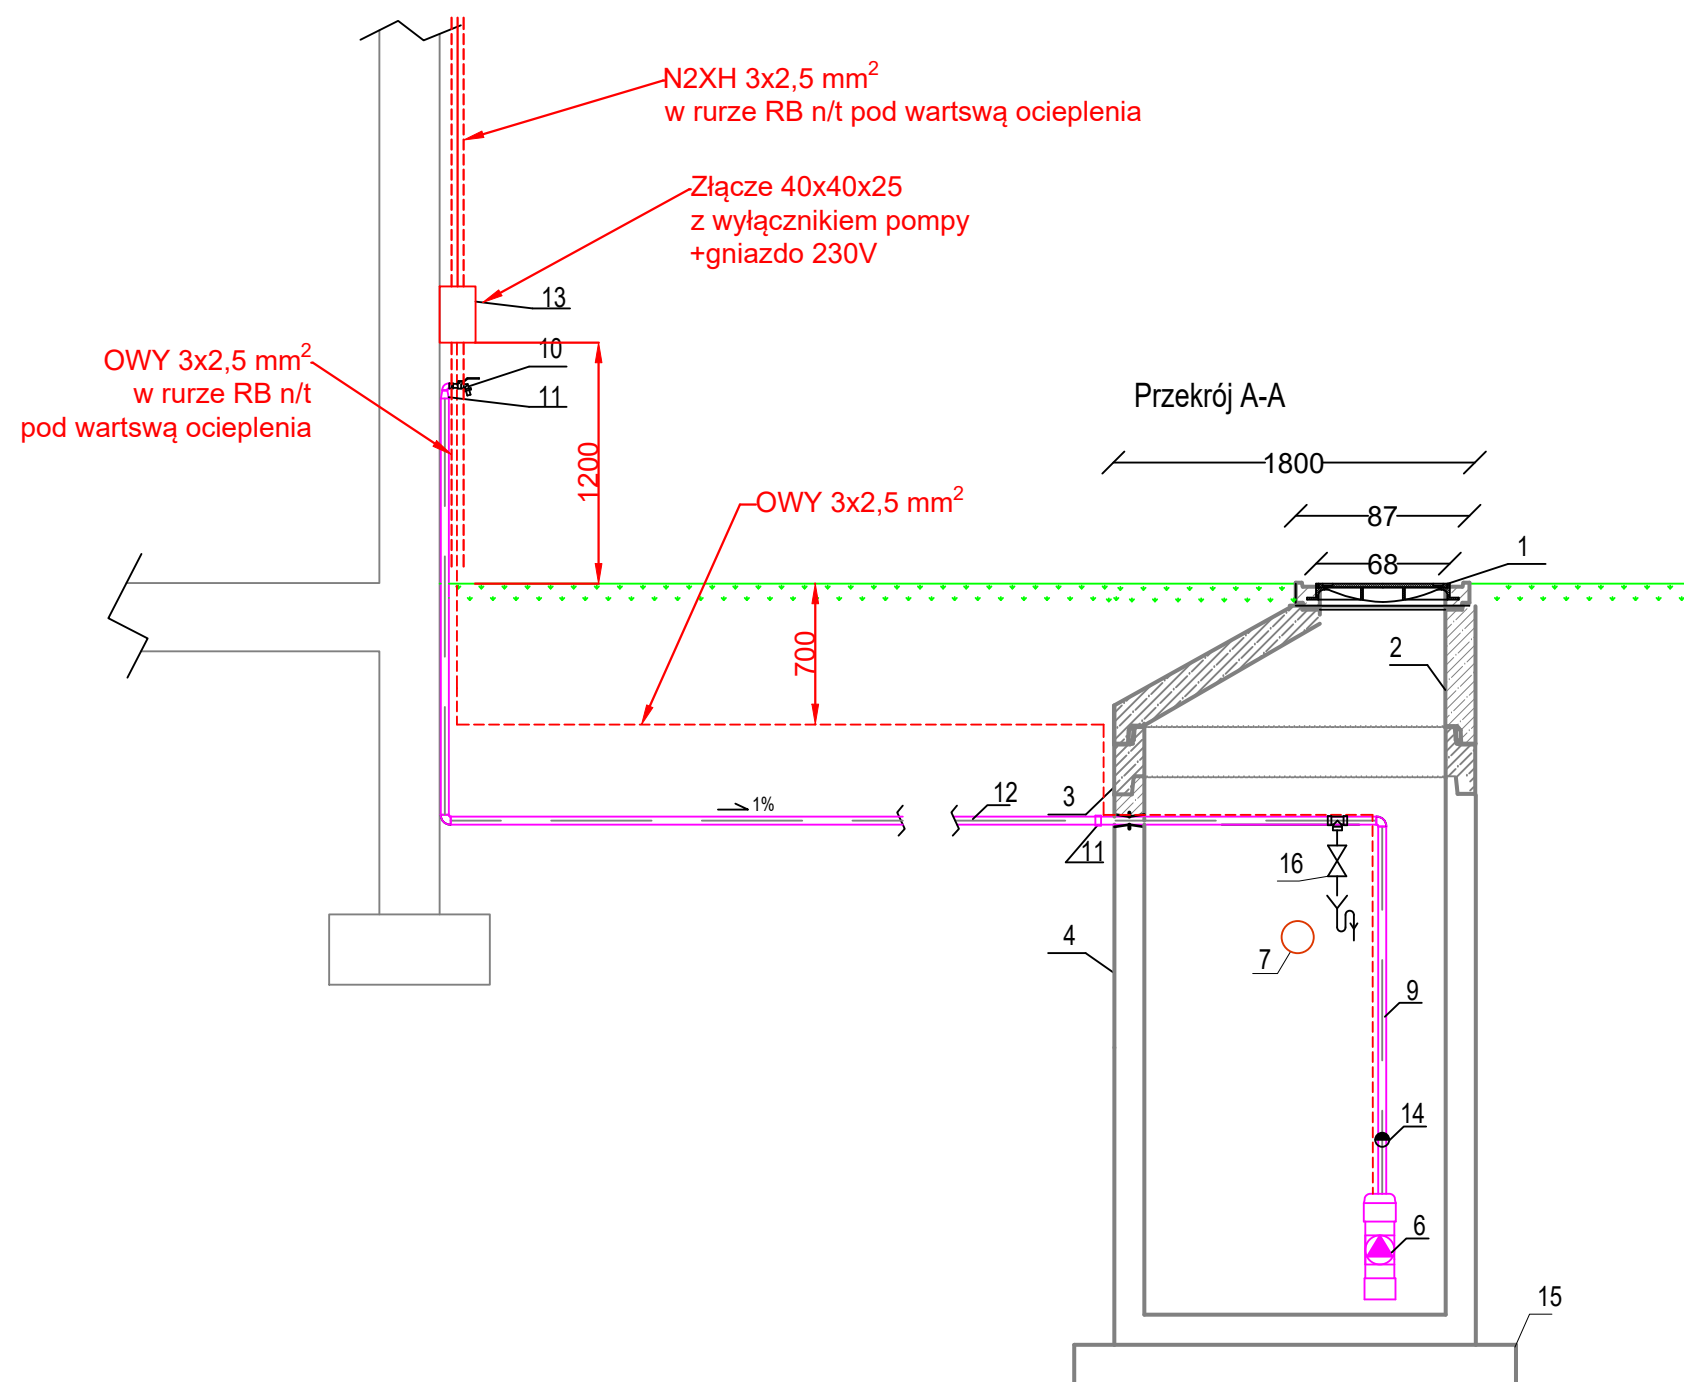 N2XH 3x2,5 mm²
w rurze RB n/t pod wartswą ocieplenia
Złącze 40x40x25
z wyłącznikiem pompy
+gniazdo 230V
13
10
11
OWY 3x2,5 mm²
w rurze RB n/t
pod wartswą ocieplenia
1200
Przekrój A-A
1800
87
68
1
OWY 3x2,5 mm²
700
2
1%
12
3
11
16
4
7
9
14
6
15